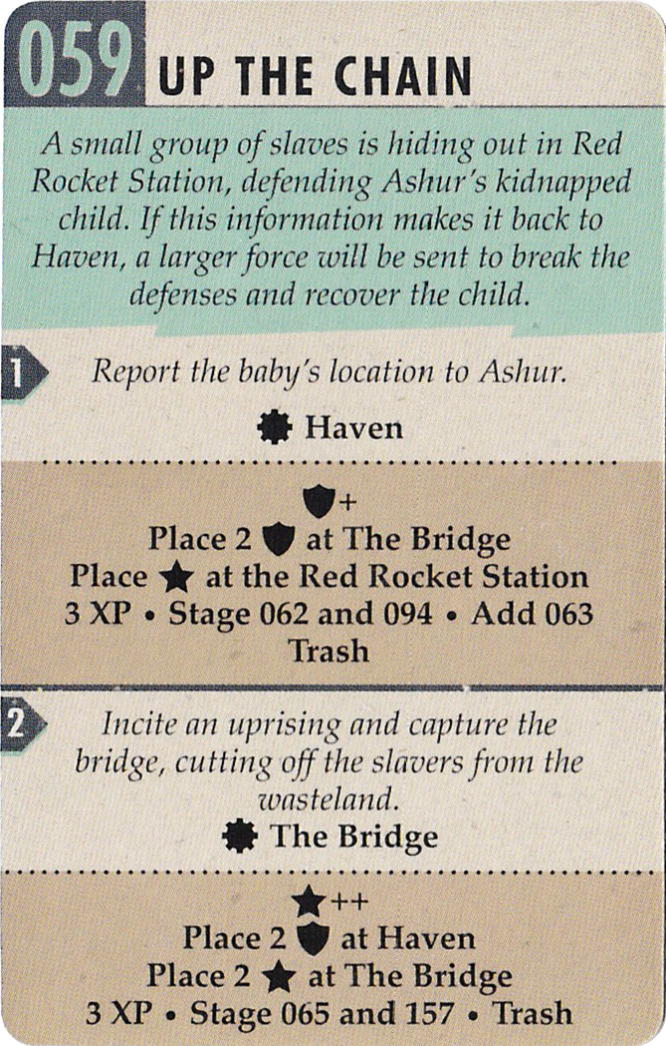 059 UP THE CHAIN
A small group of slaves is hiding out in Red
Rocket Station, defending Ashur's kidnapped
child. If this information makes it back to
Haven, a larger force will be sent to break the
defenses and recover the child.
1
Report the baby's location to Ashur.
Haven
+
Place 2 at The Bridge
Place ★ at the Red Rocket Station
3 XP • Stage 062 and 094 • Add 063
Trash
2
Incite an uprising and capture the
bridge, cutting off the slavers from the
wasteland.
The Bridge
★++
Place 2 at Haven
Place 2 ★ at The Bridge
3 XP • Stage 065 and 157 • Trash